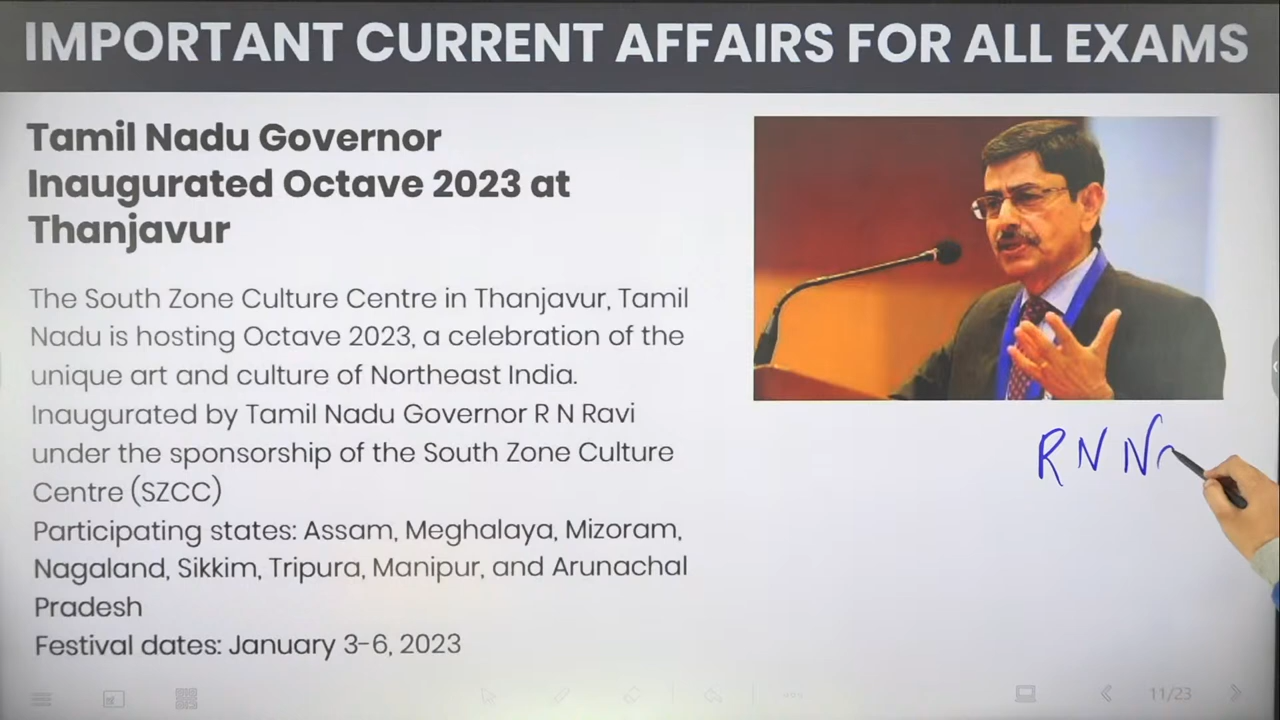 IMPORTANT CURRENT AFFAIRS FOR ALL EXAMS
Tamil Nadu Governor
Inaugurated Octave 2023 at
Thanjavur
The South Zone Culture Centre in Thanjavur, Tamil
Nadu is hosting Octave 2023, a celebration of the
unique art and culture of Northeast India.
Inaugurated by Tamil Nadu Governor R N Ravi
under the sponsorship of the South Zone Culture
Centre (SZCC)
Participating states: Assam, Meghalaya, Mizoram,
Nagaland, Sikkim, Tripura, Manipur, and Arunachal
Pradesh
Festival dates: January 3-6, 2023
R N N
11/23